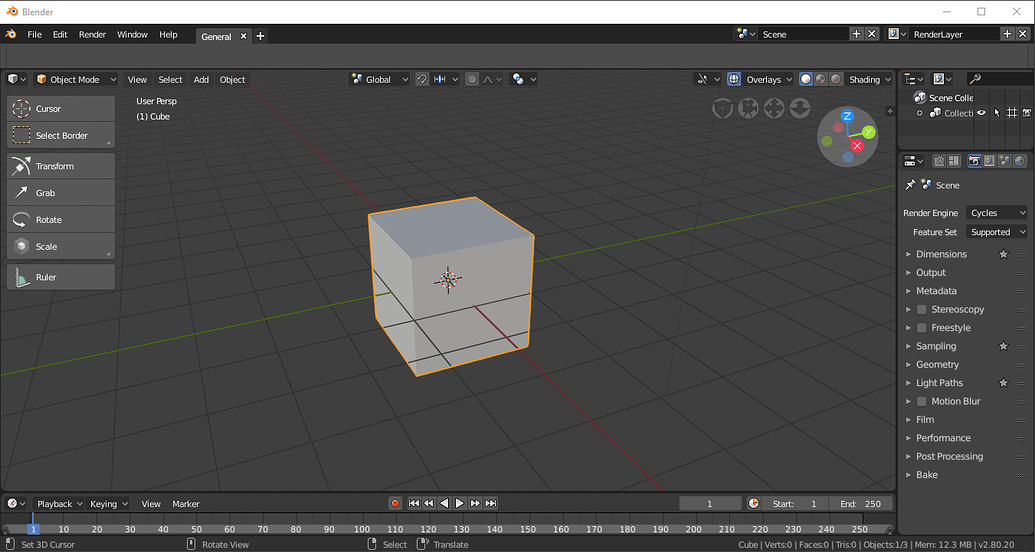 Blender
File Edit Render Window Help General Scene RenderLayer
Object Mode View Select Add Object Global Overlays Shading
User Persp
(1) Cube
Cursor
Select Border
Transform
Grab
Rotate
Scale
Ruler
Z
Y
X
Scene Colle
Collecti
Scene
Render Engine Cycles
Feature Set Supported
Dimensions
Output
Metadata
Stereoscopy
Freestyle
Sampling
Geometry
Light Paths
Motion Blur
Film
Performance
Post Processing
Bake
Playback Keying View Marker 1 Start: 1 End: 250
1 10 20 30 40 50 60 70 80 90 100 110 120 130 140 150 160 170 180 190 200 210 220 230 240 250
Set 3D Cursor Rotate View Select Translate Cube | Verts:0 | Faces:0 | Tris:0 | Objects:1/3 | Mem: 12.3 MB | v2.80.20